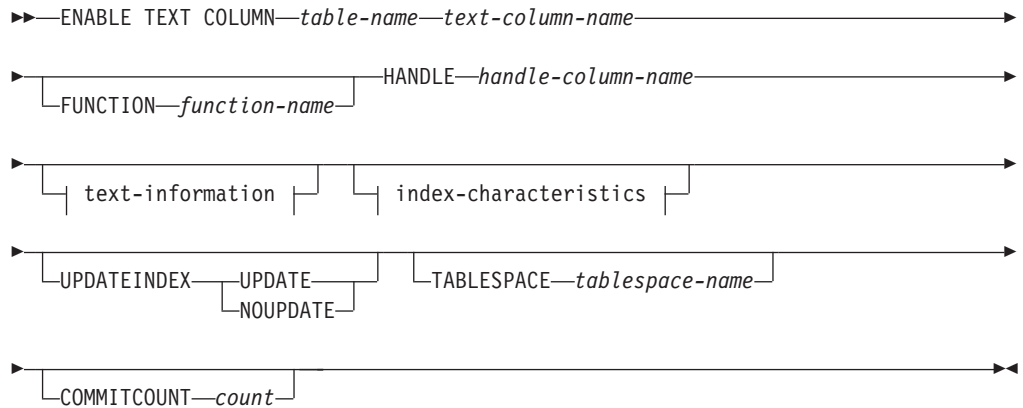 ENABLE TEXT COLUMN table-name text-column-name
HANDLE handle-column-name
FUNCTION function-name
text-information index-characteristics
UPDATEINDEX UPDATE TABLESPACE tablespace-name
NOUPDATE
COMMITCOUNT count